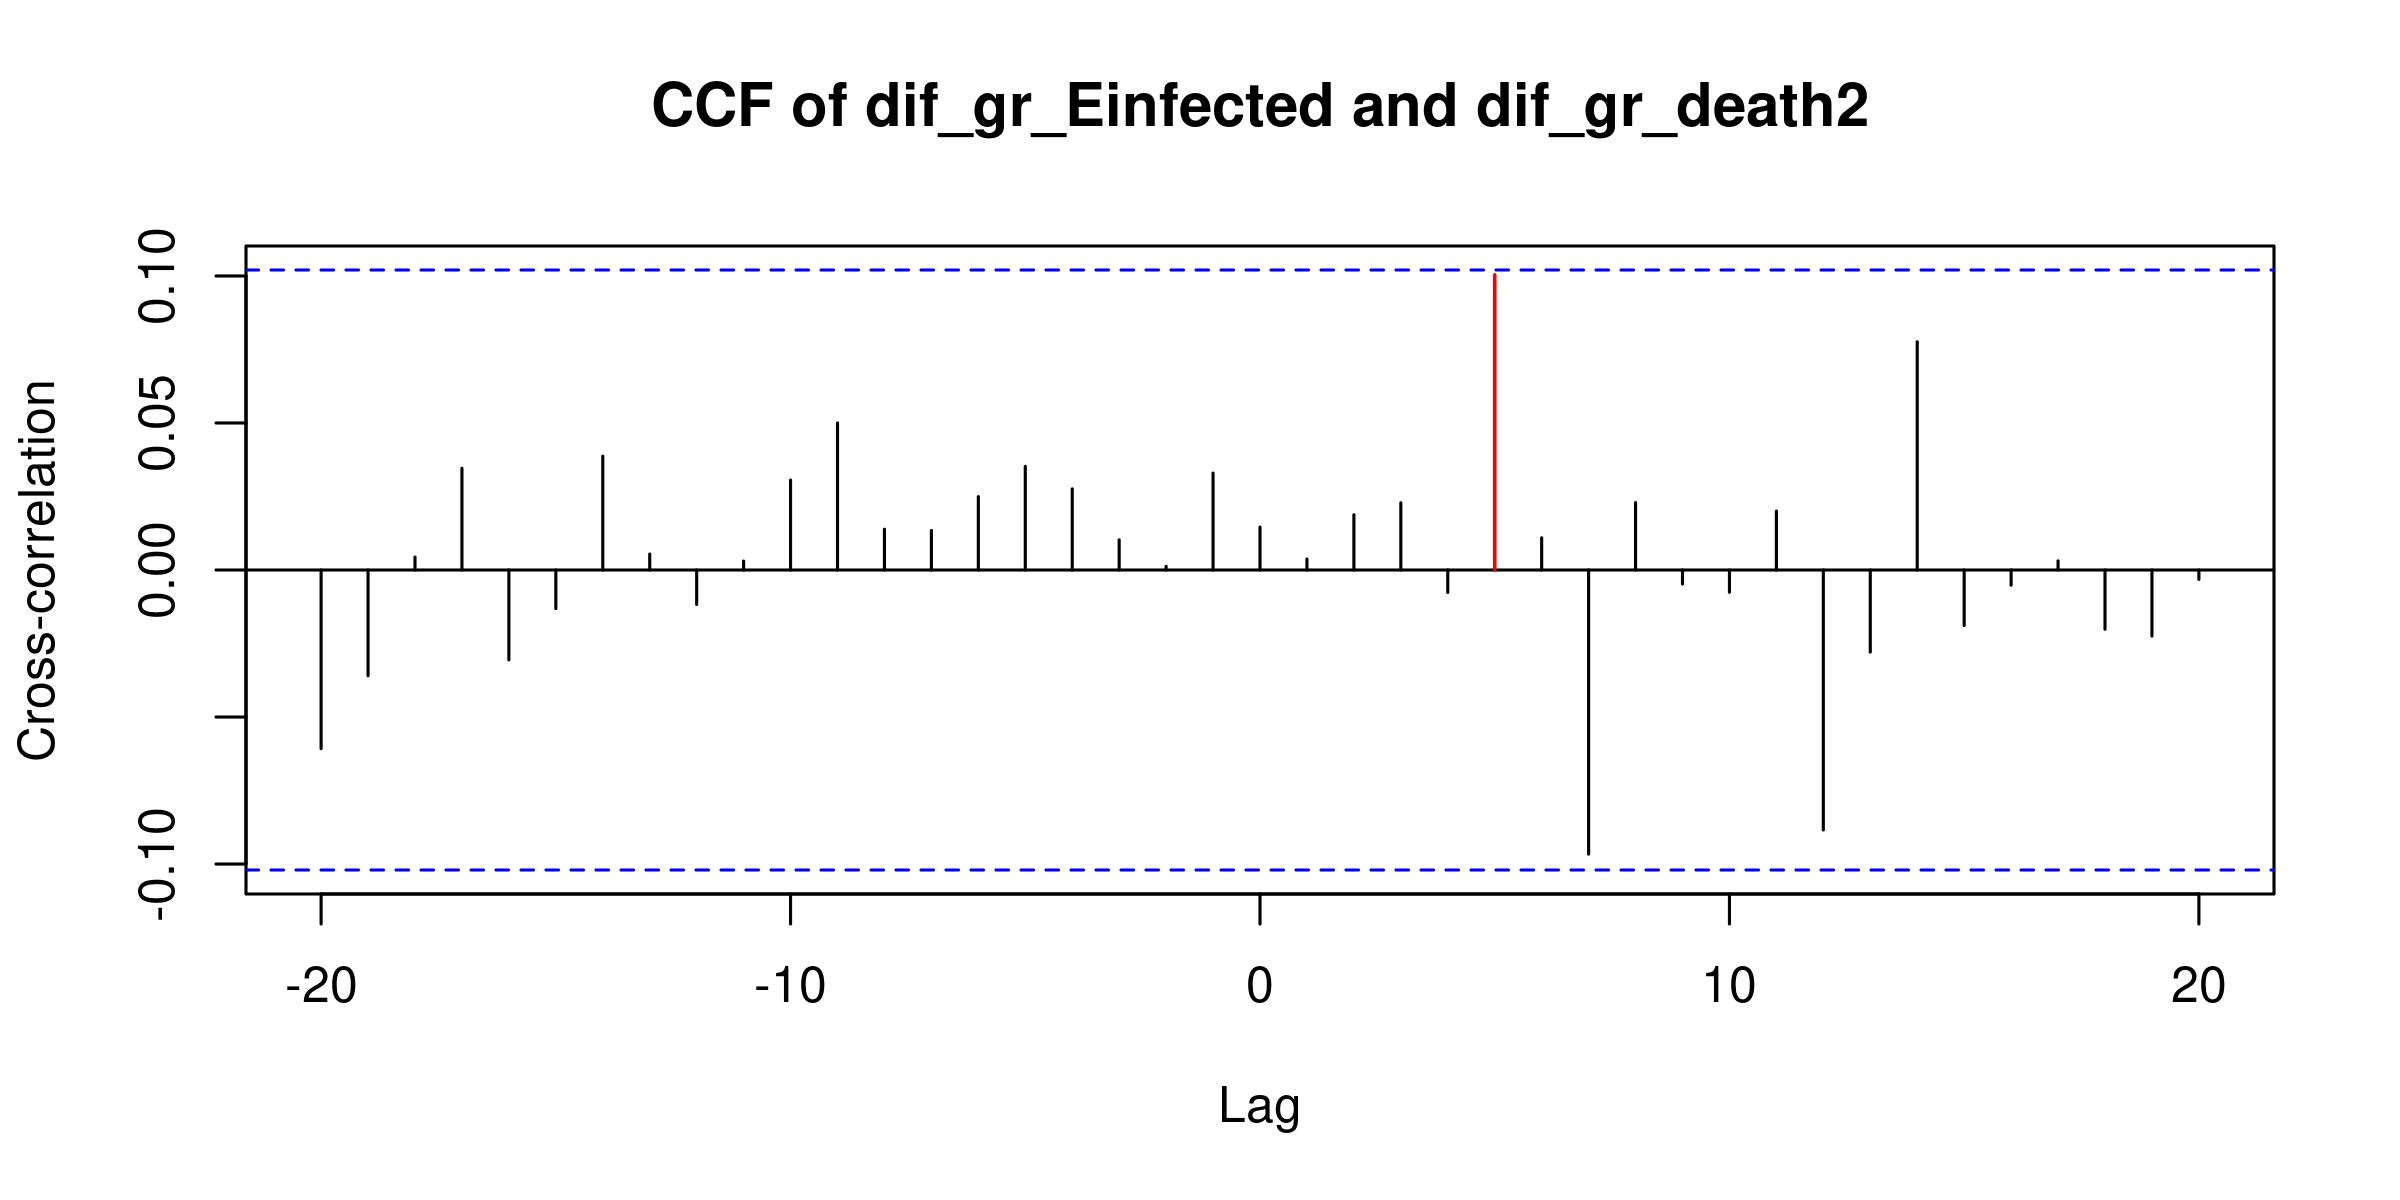 CCF of dif_gr_Einfected and dif_gr_death2
Cross-correlation
0.10
0.05
0.00
-0.10
-20 -10 0 10 20
Lag